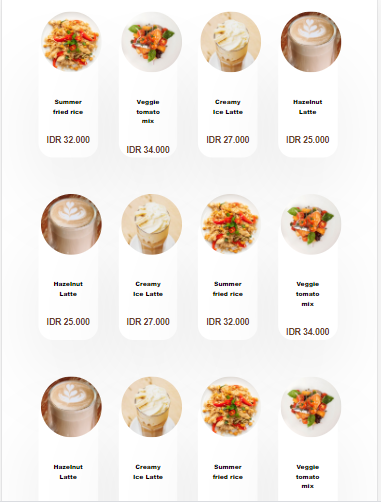 Summer
fried rice
IDR 32.000
Veggie
tomato
mix
IDR 34.000
Creamy
Ice Latte
IDR 27.000
Hazelnut
Latte
IDR 25.000
Hazelnut
Latte
IDR 25.000
Creamy
Ice Latte
IDR 27.000
Summer
fried rice
IDR 32.000
Veggie
tomato
mix
IDR 34.000
Hazelnut
Latte
Creamy
Ice Latte
Summer
fried rice
Veggie
tomato
mix